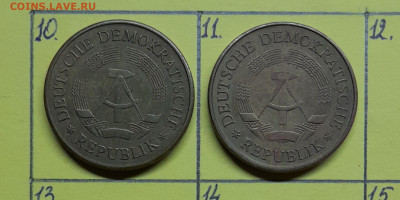 COINS.LAVE.RU
10.
11.
12.
DEUTSCHE DEMOKRATISCHE
* REPUBLIK *
DEUTSCHE DEMOKRATISCHE
* REPUBLIK *
13
14
15